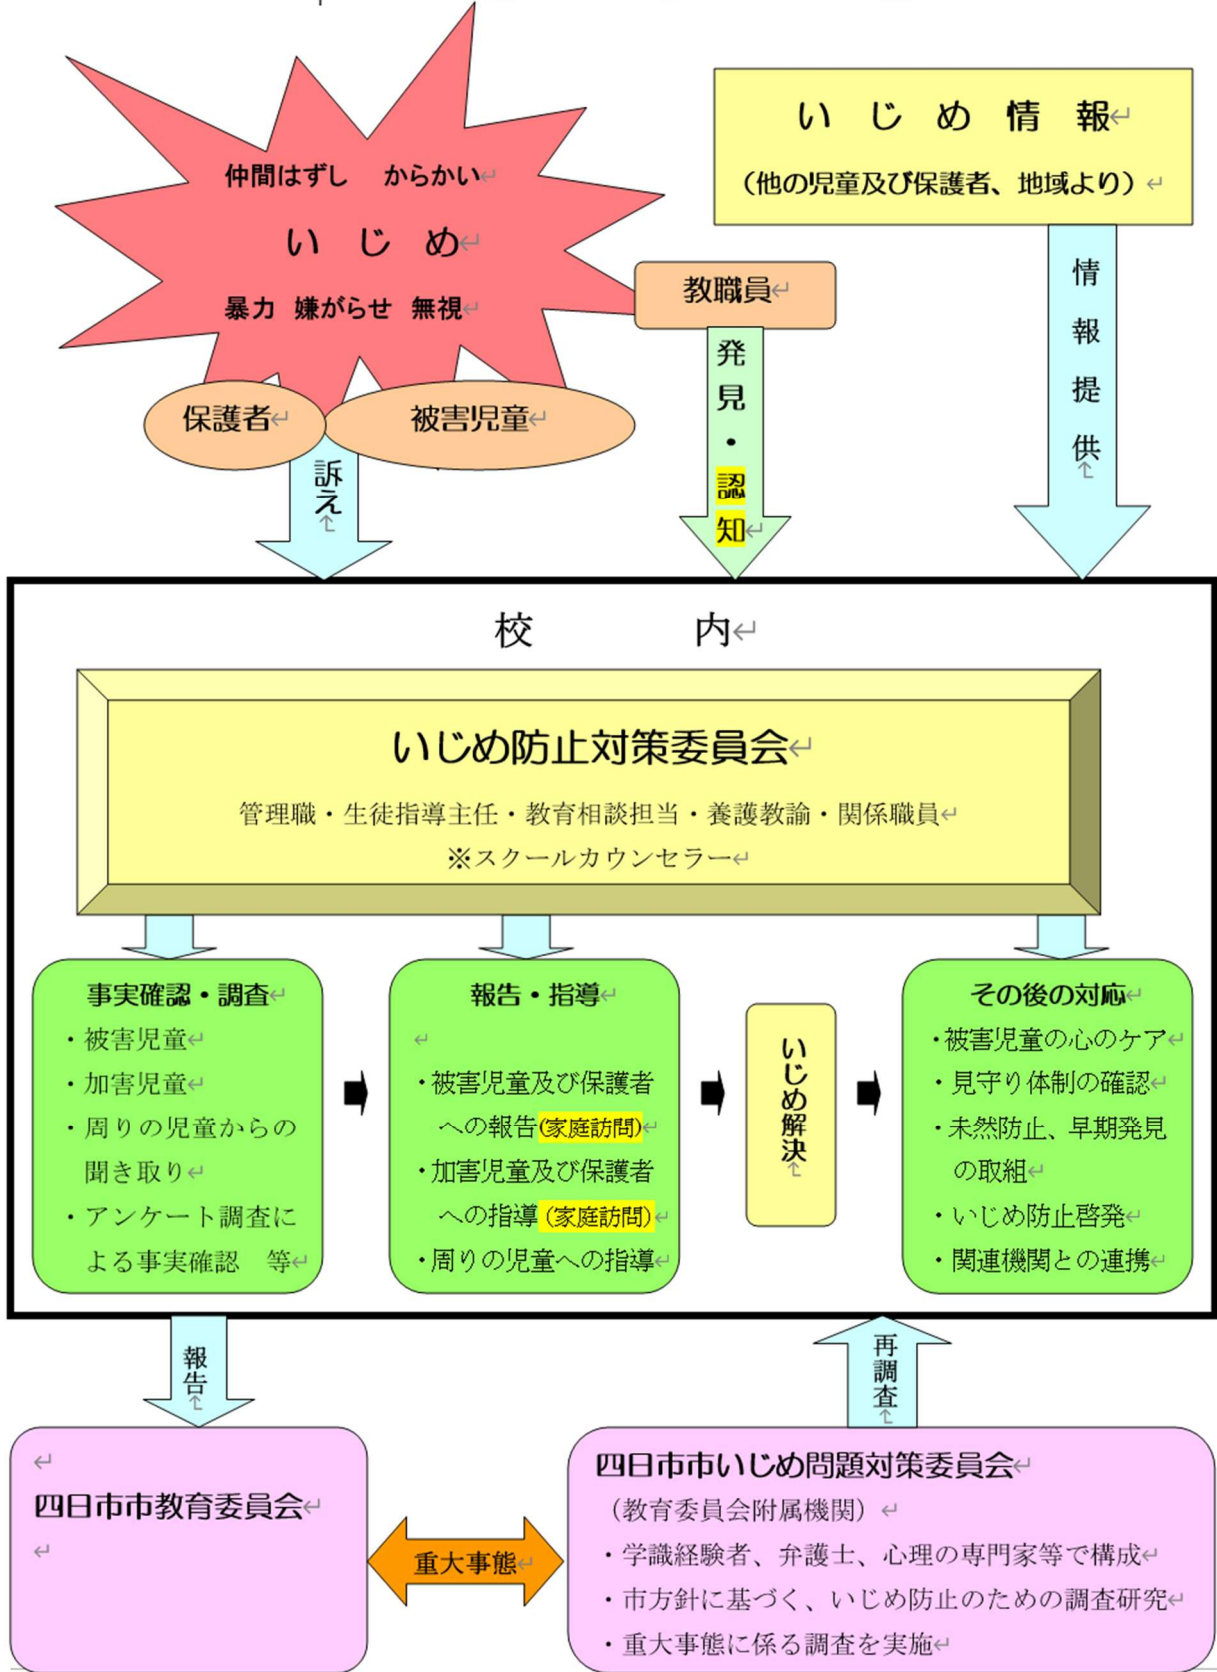 仲間はずし　からかい
い　じ　め
暴力　嫌がらせ　無視
い　じ　め　情　報
（他の児童及び保護者、地域より）
教職員
保護者
被害児童
訴え
発見・認知
情報提供
校　　　内
いじめ防止対策委員会
管理職・生徒指導主任・教育相談担当・養護教諭・関係職員
※スクールカウンセラー
事実確認・調査
・被害児童
・加害児童
・周りの児童からの
聞き取り
・アンケート調査に
よる事実確認　等
報告・指導
・被害児童及び保護者
への報告(家庭訪問)
・加害児童及び保護者
への指導(家庭訪問)
・周りの児童への指導
いじめ解決
その後の対応
・被害児童の心のケア
・見守り体制の確認
・未然防止、早期発見
の取組
・いじめ防止啓発
・関連機関との連携
報告
再調査
四日市市教育委員会
重大事態
四日市市いじめ問題対策委員会
（教育委員会附属機関）
・学識経験者、弁護士、心理の専門家等で構成
・市方針に基づく、いじめ防止のための調査研究
・重大事態に係る調査を実施